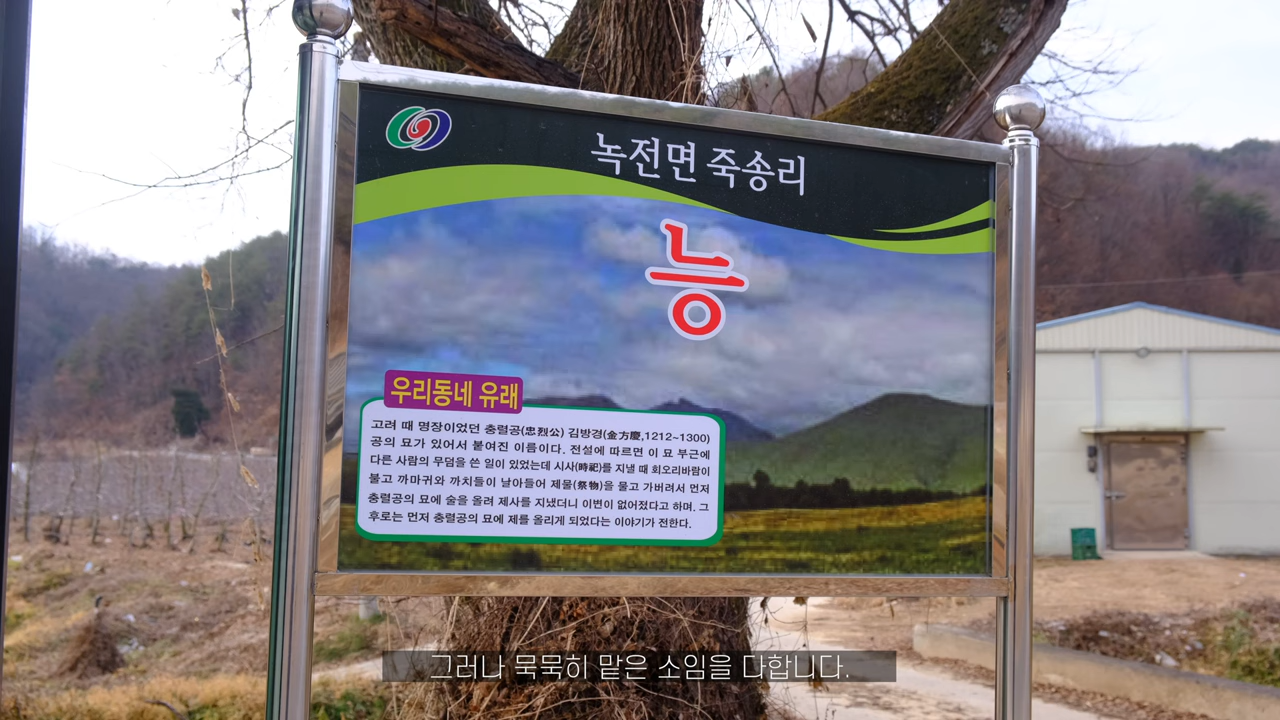 녹전면 죽송리
능
우리동네 유래
고려 때 명장이었던 충렬공(忠烈公) 김방경(金方慶,1212~1300)
공의 묘가 있어서 붙여진 이름이다. 전설에 따르면 이 묘 부근에
다른 사람의 무덤을 쓴 일이 있었는데 시사(時祀)를 지낼 때 회오리바람이
불고 까마귀와 까치들이 날아들어 제물(祭物)을 물고 가버려서 먼저
충렬공의 묘에 술을 올려 제사를 지냈더니 이변이 없어졌다고 하며. 그
후로는 먼저 충렬공의 묘에 제를 올리게 되었다는 이야기가 전한다.
그러나 묵묵히 맡은 소임을 다합니다.